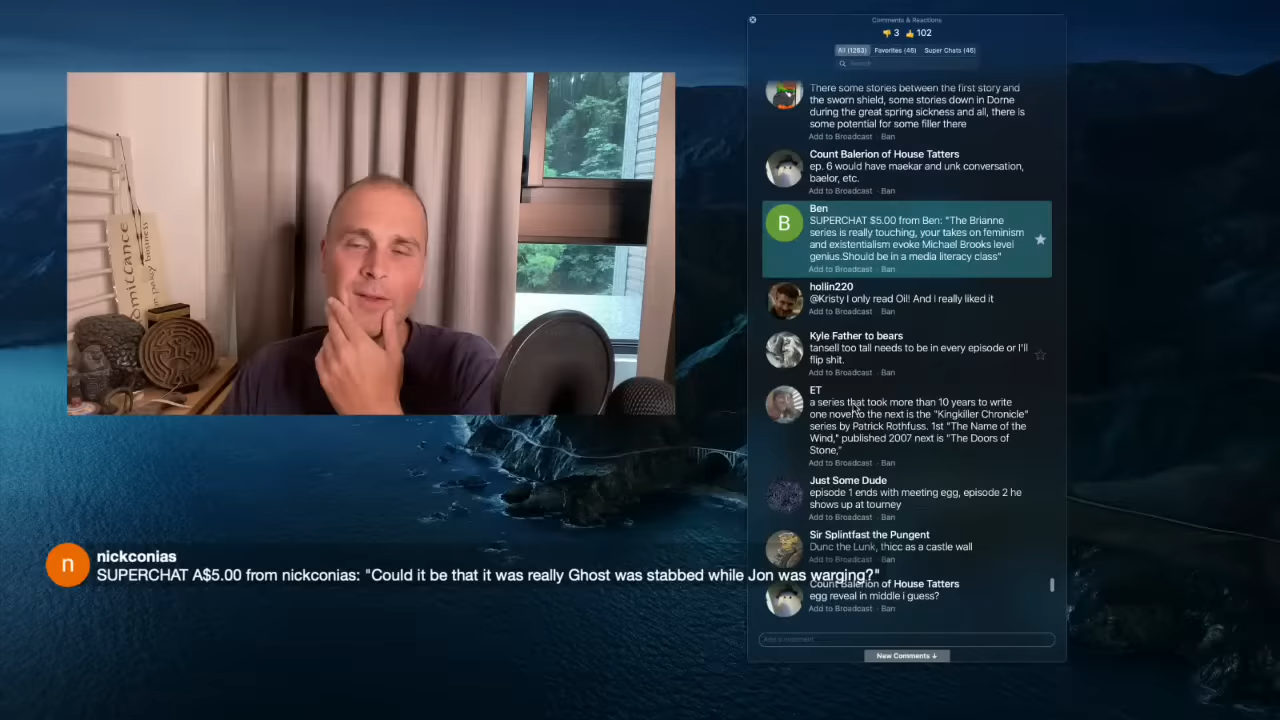 Comments & Reactions
👎 3 👍 102
All (1263) Favorites (46) Super Chats (46)
Search
There some stories between the first story and
the sworn shield, some stories down in Dorne
during the great spring sickness and all, there is
some potential for some filler there
Add to Broadcast · Ban
Count Balerion of House Tatters
ep. 6 would have maekar and unk conversation,
baelor, etc.
Add to Broadcast · Ban
B
Ben
SUPERCHAT $5.00 from Ben: "The Brianne
series is really touching, your takes on feminism
and existentialism evoke Michael Brooks level
genius.Should be in a media literacy class"
Add to Broadcast · Ban
hollin220
@Kristy I only read Oil! And I really liked it
Add to Broadcast · Ban
Kyle Father to bears
tansell too tall needs to be in every episode or I'll
flip shit.
Add to Broadcast · Ban
ET
a series that took more than 10 years to write
one novel to the next is the "Kingkiller Chronicle"
series by Patrick Rothfuss. 1st "The Name of the
Wind," published 2007 next is "The Doors of
Stone,"
Add to Broadcast · Ban
Just Some Dude
episode 1 ends with meeting egg, episode 2 he
shows up at tourney
Add to Broadcast · Ban
Sir Splintfast the Pungent
Dunc the Lunk, thicc as a castle wall
Add to Broadcast · Ban
Count Balerion of House Tatters
egg reveal in middle i guess?
Add to Broadcast · Ban
Add a comment
New Comments ↓
n
nickconias
SUPERCHAT A$5.00 from nickconias: "Could it be that it was really Ghost was stabbed while Jon was warging?"